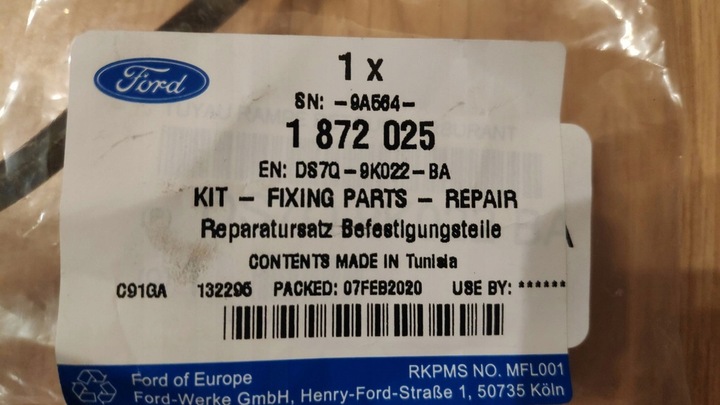 Ford
1 x
SN: -9A564-
1 872 025
EN: DS7Q-9K022-BA
KIT - FIXING PARTS - REPAIR
Reparatursatz Befestigungsteile
CONTENTS MADE IN Tunisia
C91GA 132295 PACKED: 07FEB2020 USE BY: ******
Ford of Europe
RKPMS NO. MFL001
Ford-Werke GmbH, Henry-Ford-Straße 1, 50735 Köln